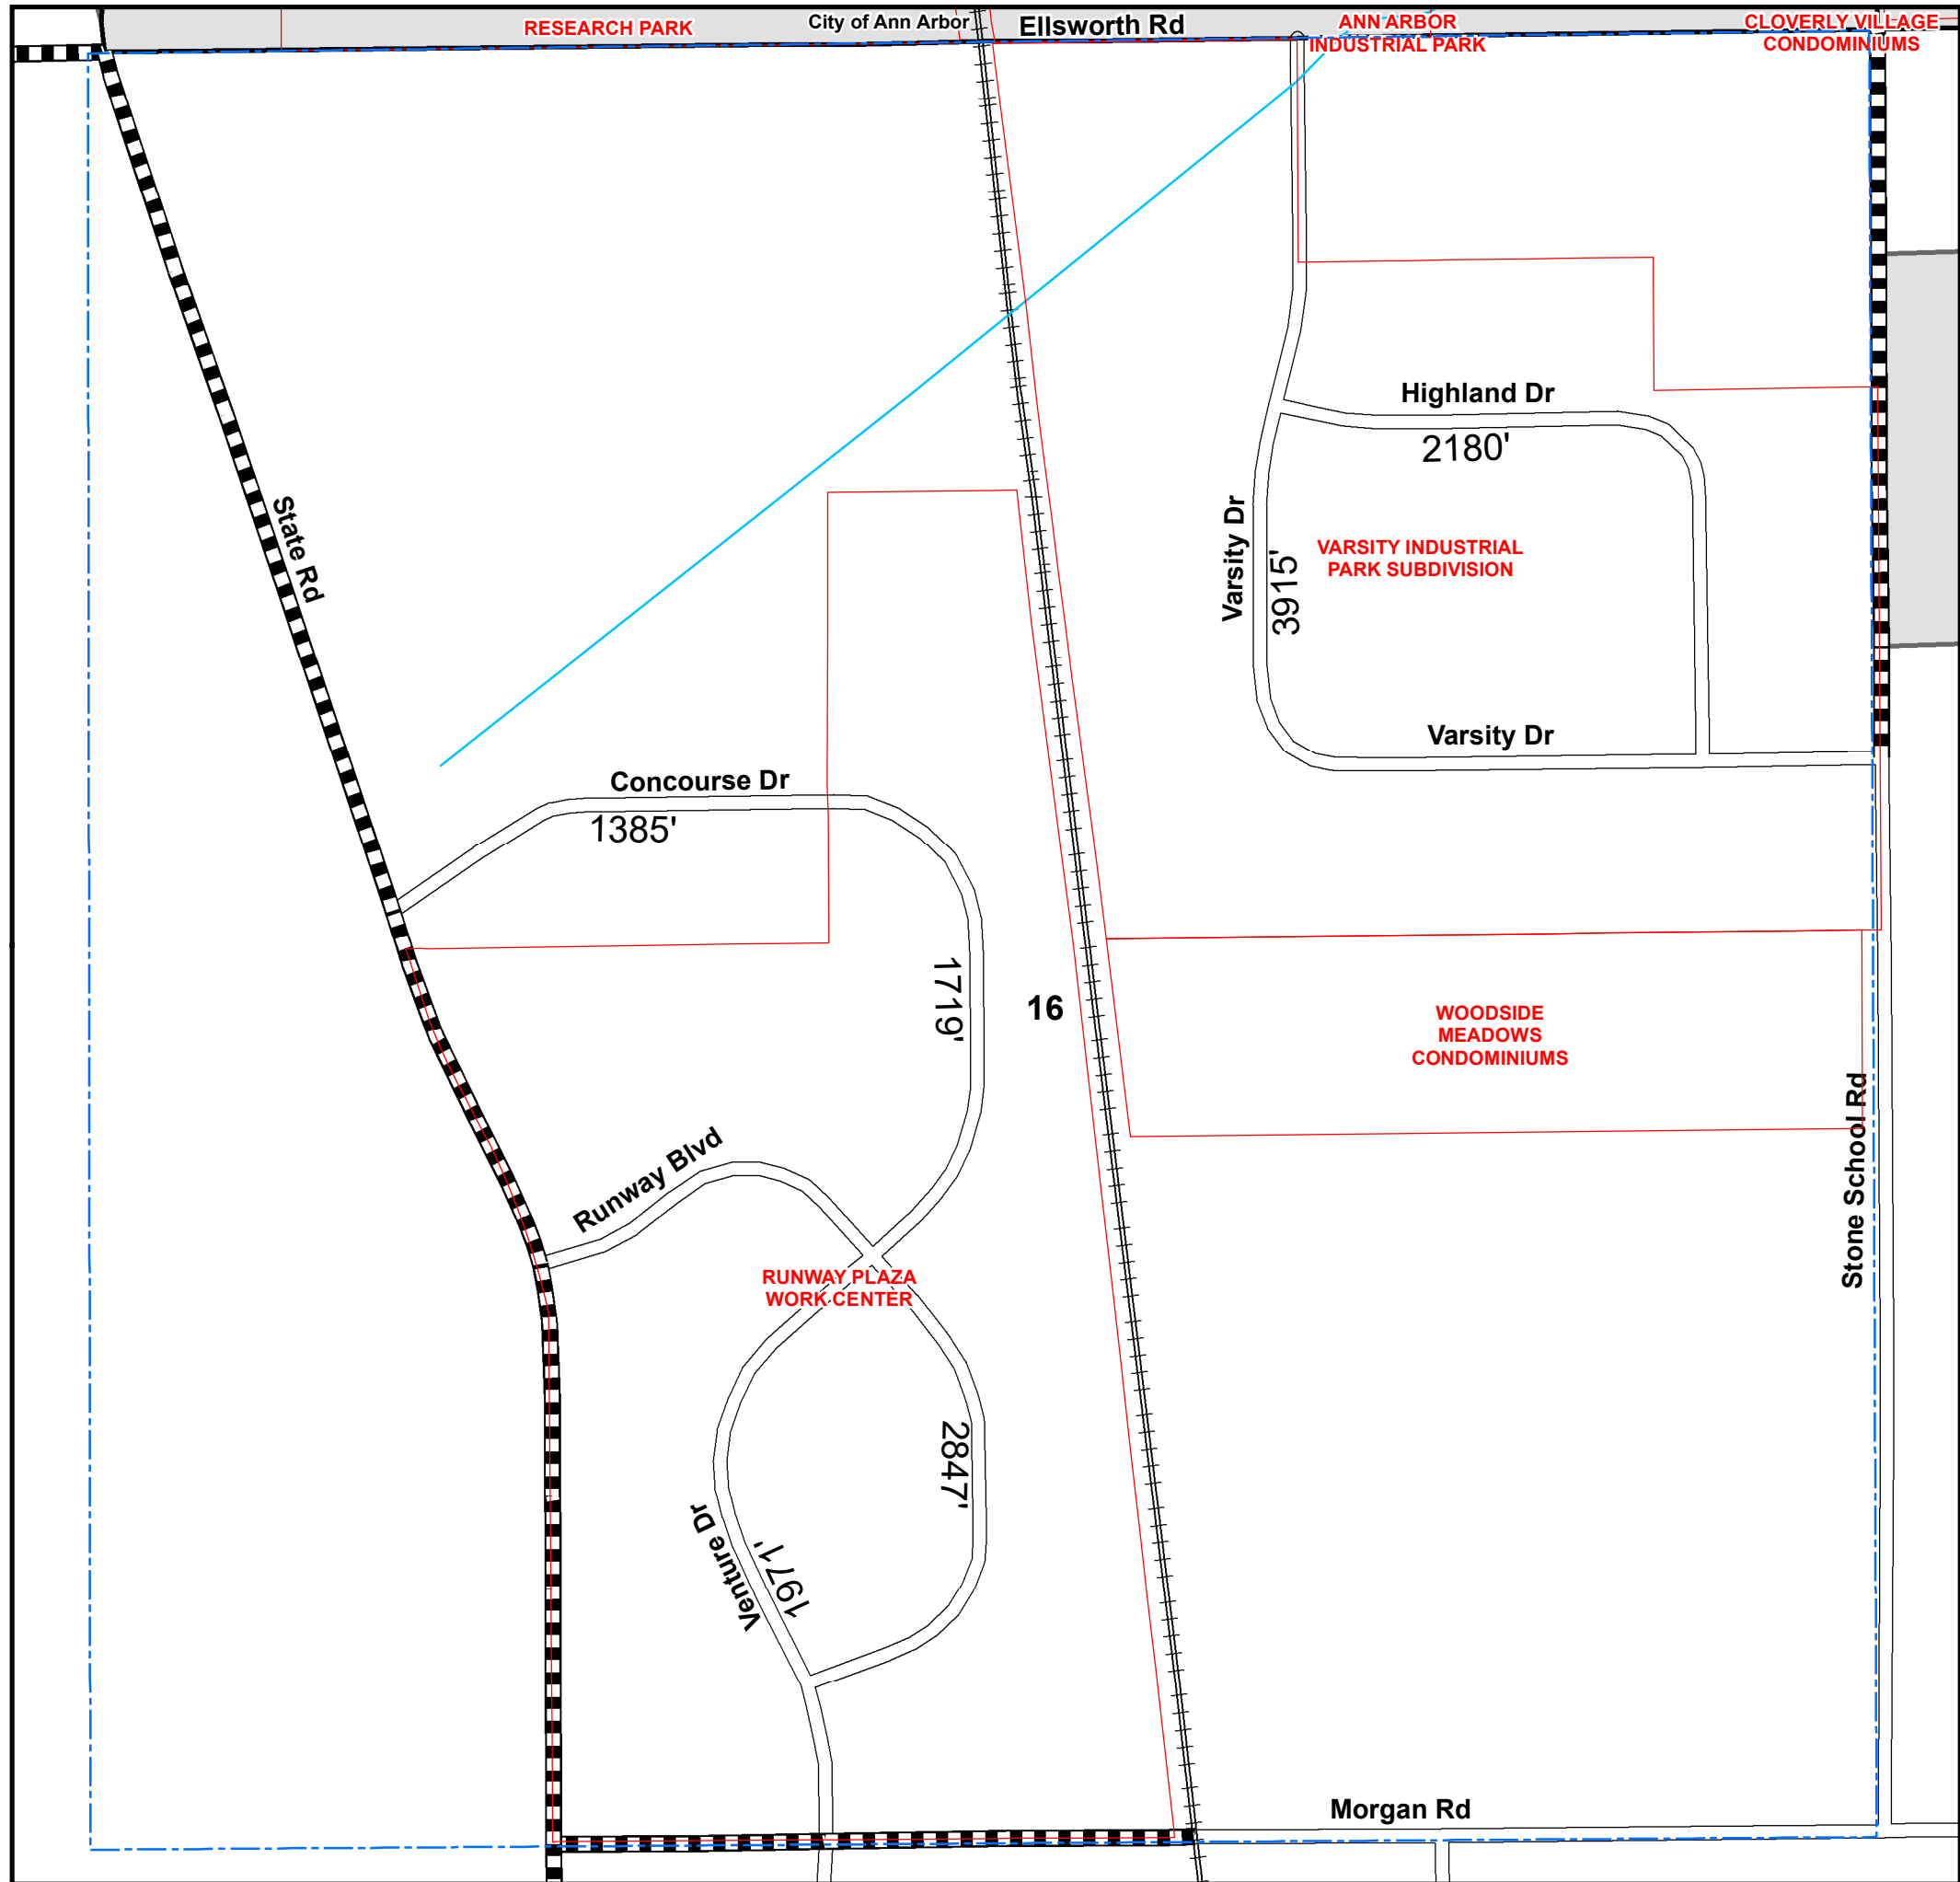 RESEARCH PARK
City of Ann Arbor
Ellsworth Rd
ANN ARBOR
INDUSTRIAL PARK
CLOVERLY VILLAGE
CONDOMINIUMS
Highland Dr
2180'
State Rd
Varsity Dr
3915'
VARSITY INDUSTRIAL
PARK SUBDIVISION
Varsity Dr
Concourse Dr
1385'
1719'
16
WOODSIDE
MEADOWS
CONDOMINIUMS
Stone School Rd
Runway Blvd
RUNWAY PLAZA
WORK CENTER
2847'
Venture Dr
1971'
Morgan Rd